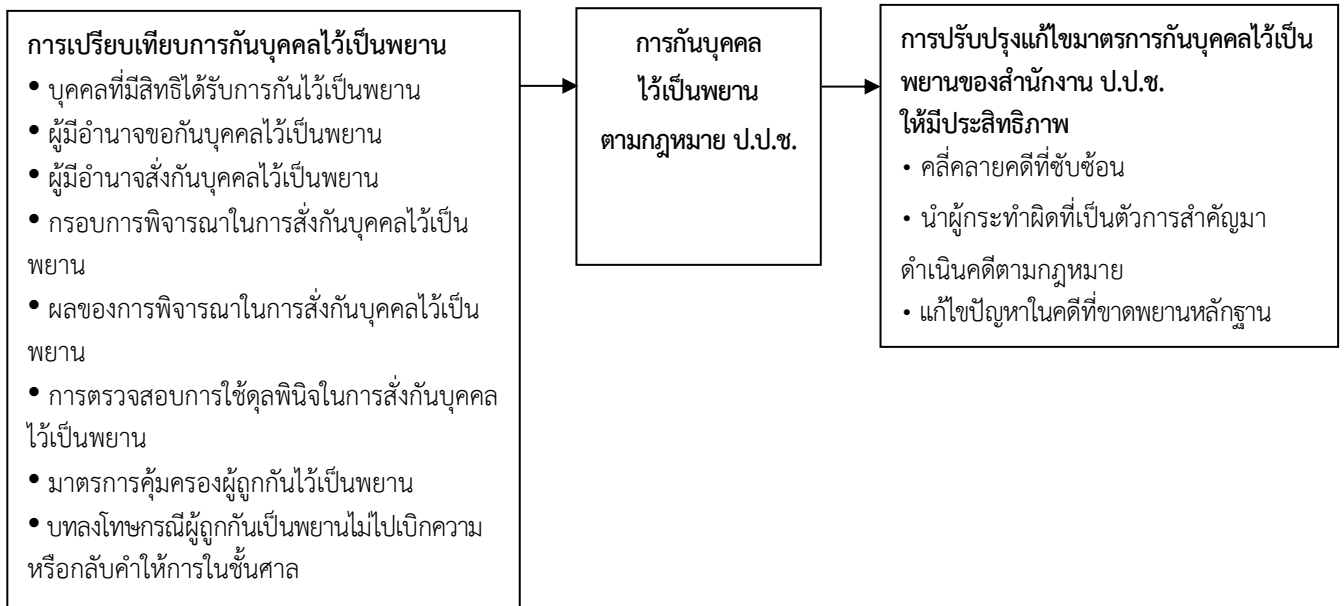 การเปรียบเทียบการกันบุคคลไว้เป็นพยาน
• บุคคลที่มีสิทธิได้รับการกันไว้เป็นพยาน
• ผู้มีอำนาจขอกันบุคคลไว้เป็นพยาน
• ผู้มีอำนาจสั่งกันบุคคลไว้เป็นพยาน
• กรอบการพิจารณาในการสั่งกันบุคคลไว้เป็น
พยาน
• ผลของการพิจารณาในการสั่งกันบุคคลไว้เป็น
พยาน
• การตรวจสอบการใช้ดุลพินิจในการสั่งกันบุคคล
ไว้เป็นพยาน
• มาตรการคุ้มครองผู้ถูกกันไว้เป็นพยาน
• บทลงโทษกรณีผู้ถูกกันเป็นพยานไม่ไปเบิกความ
หรือกลับคำให้การในชั้นศาล
การกันบุคคล
ไว้เป็นพยาน
ตามกฎหมาย ป.ป.ช.
การปรับปรุงแก้ไขมาตรการกันบุคคลไว้เป็น
พยานของสำนักงาน ป.ป.ช.
ให้มีประสิทธิภาพ
• คลี่คลายคดีที่ซับซ้อน
• นำผู้กระทำผิดที่เป็นตัวการสำคัญมา
ดำเนินคดีตามกฎหมาย
• แก้ไขปัญหาในคดีที่ขาดพยานหลักฐาน